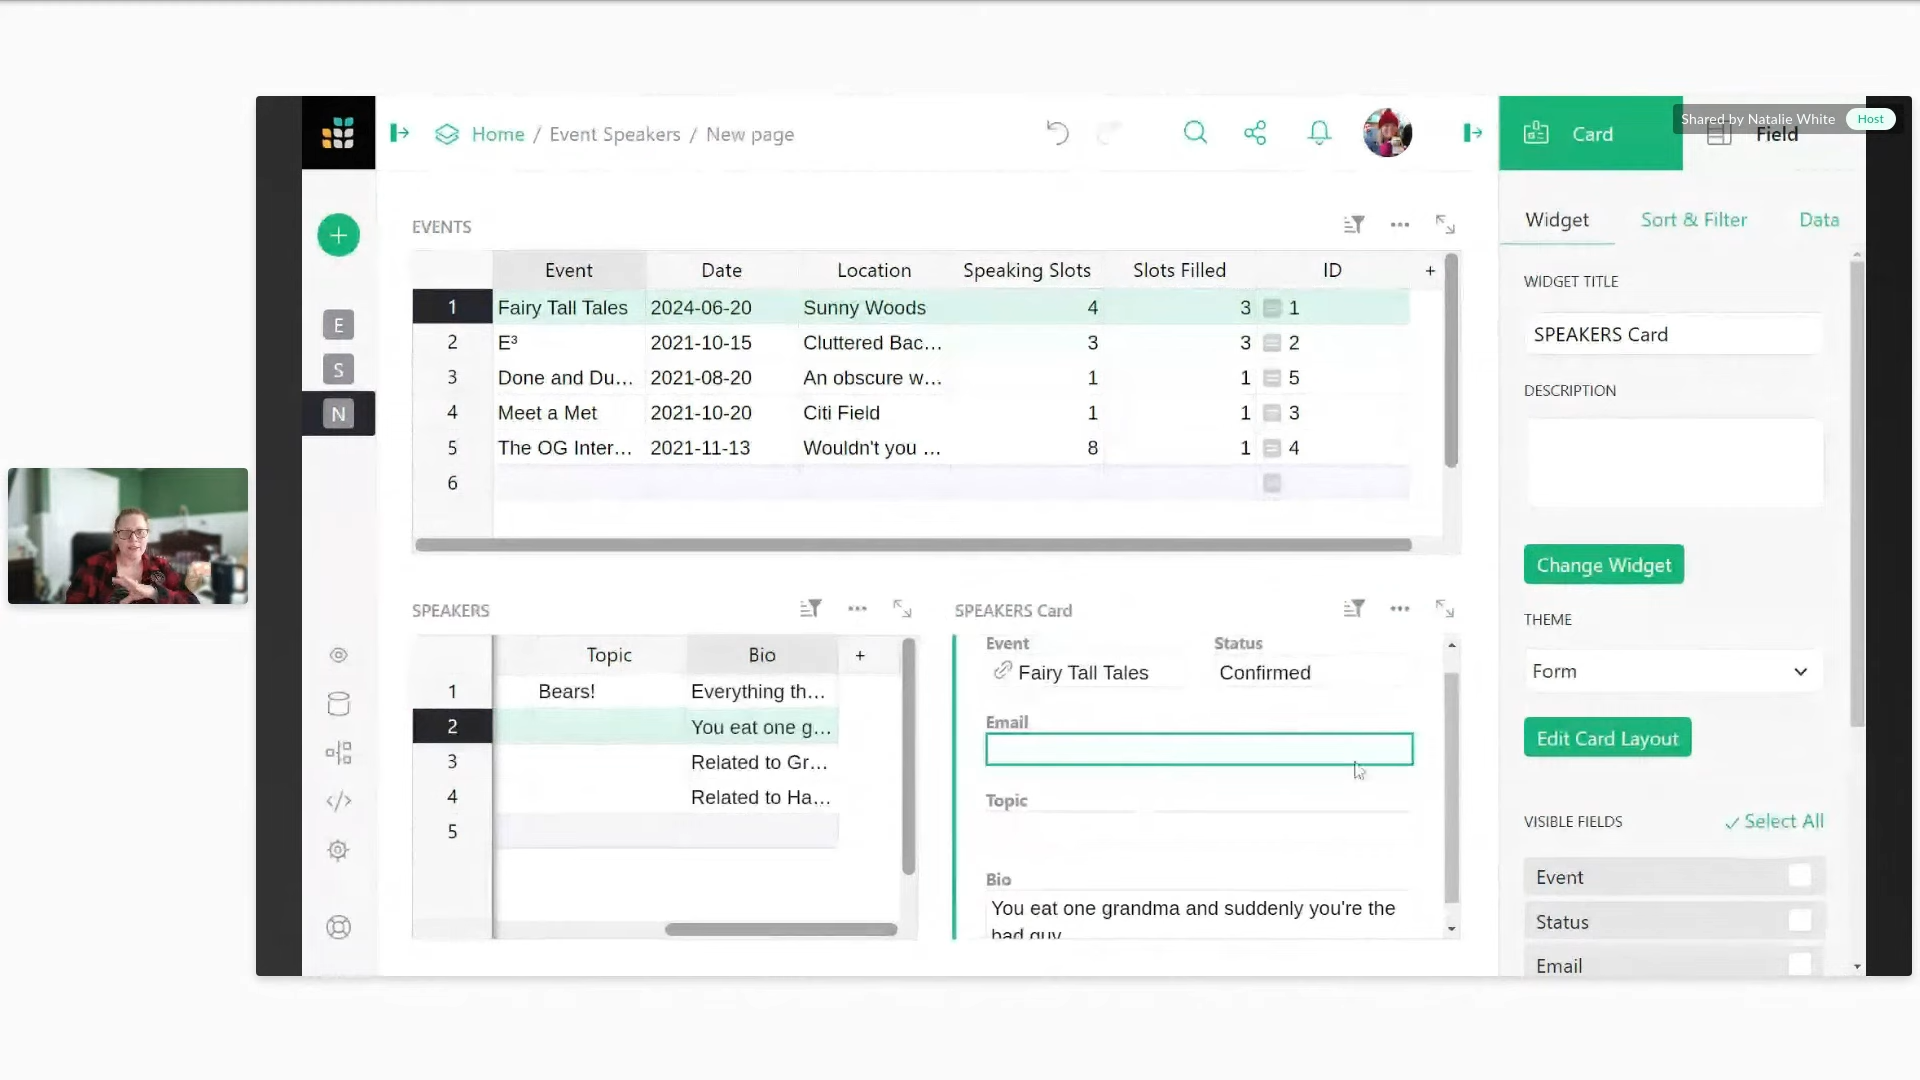 Home / Event Speakers / New page
Card
Shared by Natalie White Host
Field
Widget
Sort & Filter
Data
EVENTS
Event Date Location Speaking Slots Slots Filled ID +
1 Fairy Tall Tales 2024-06-20 Sunny Woods 4 3 = 1
2 E³ 2021-10-15 Cluttered Bac... 3 3 = 2
3 Done and Du... 2021-08-20 An obscure w... 1 1 = 5
4 Meet a Met 2021-10-20 Citi Field 1 1 = 3
5 The OG Inter... 2021-11-13 Wouldn't you ... 8 1 = 4
6 =
E
S
N
WIDGET TITLE
SPEAKERS Card
DESCRIPTION
Change Widget
THEME
Form
Edit Card Layout
VISIBLE FIELDS
Select All
Event
Status
Email
SPEAKERS
Topic Bio +
1 Bears! Everything th...
2 You eat one g...
3 Related to Gr...
4 Related to Ha...
5
SPEAKERS Card
Event Status
Fairy Tall Tales Confirmed
Email
Topic
Bio
You eat one grandma and suddenly you're the
bad guy